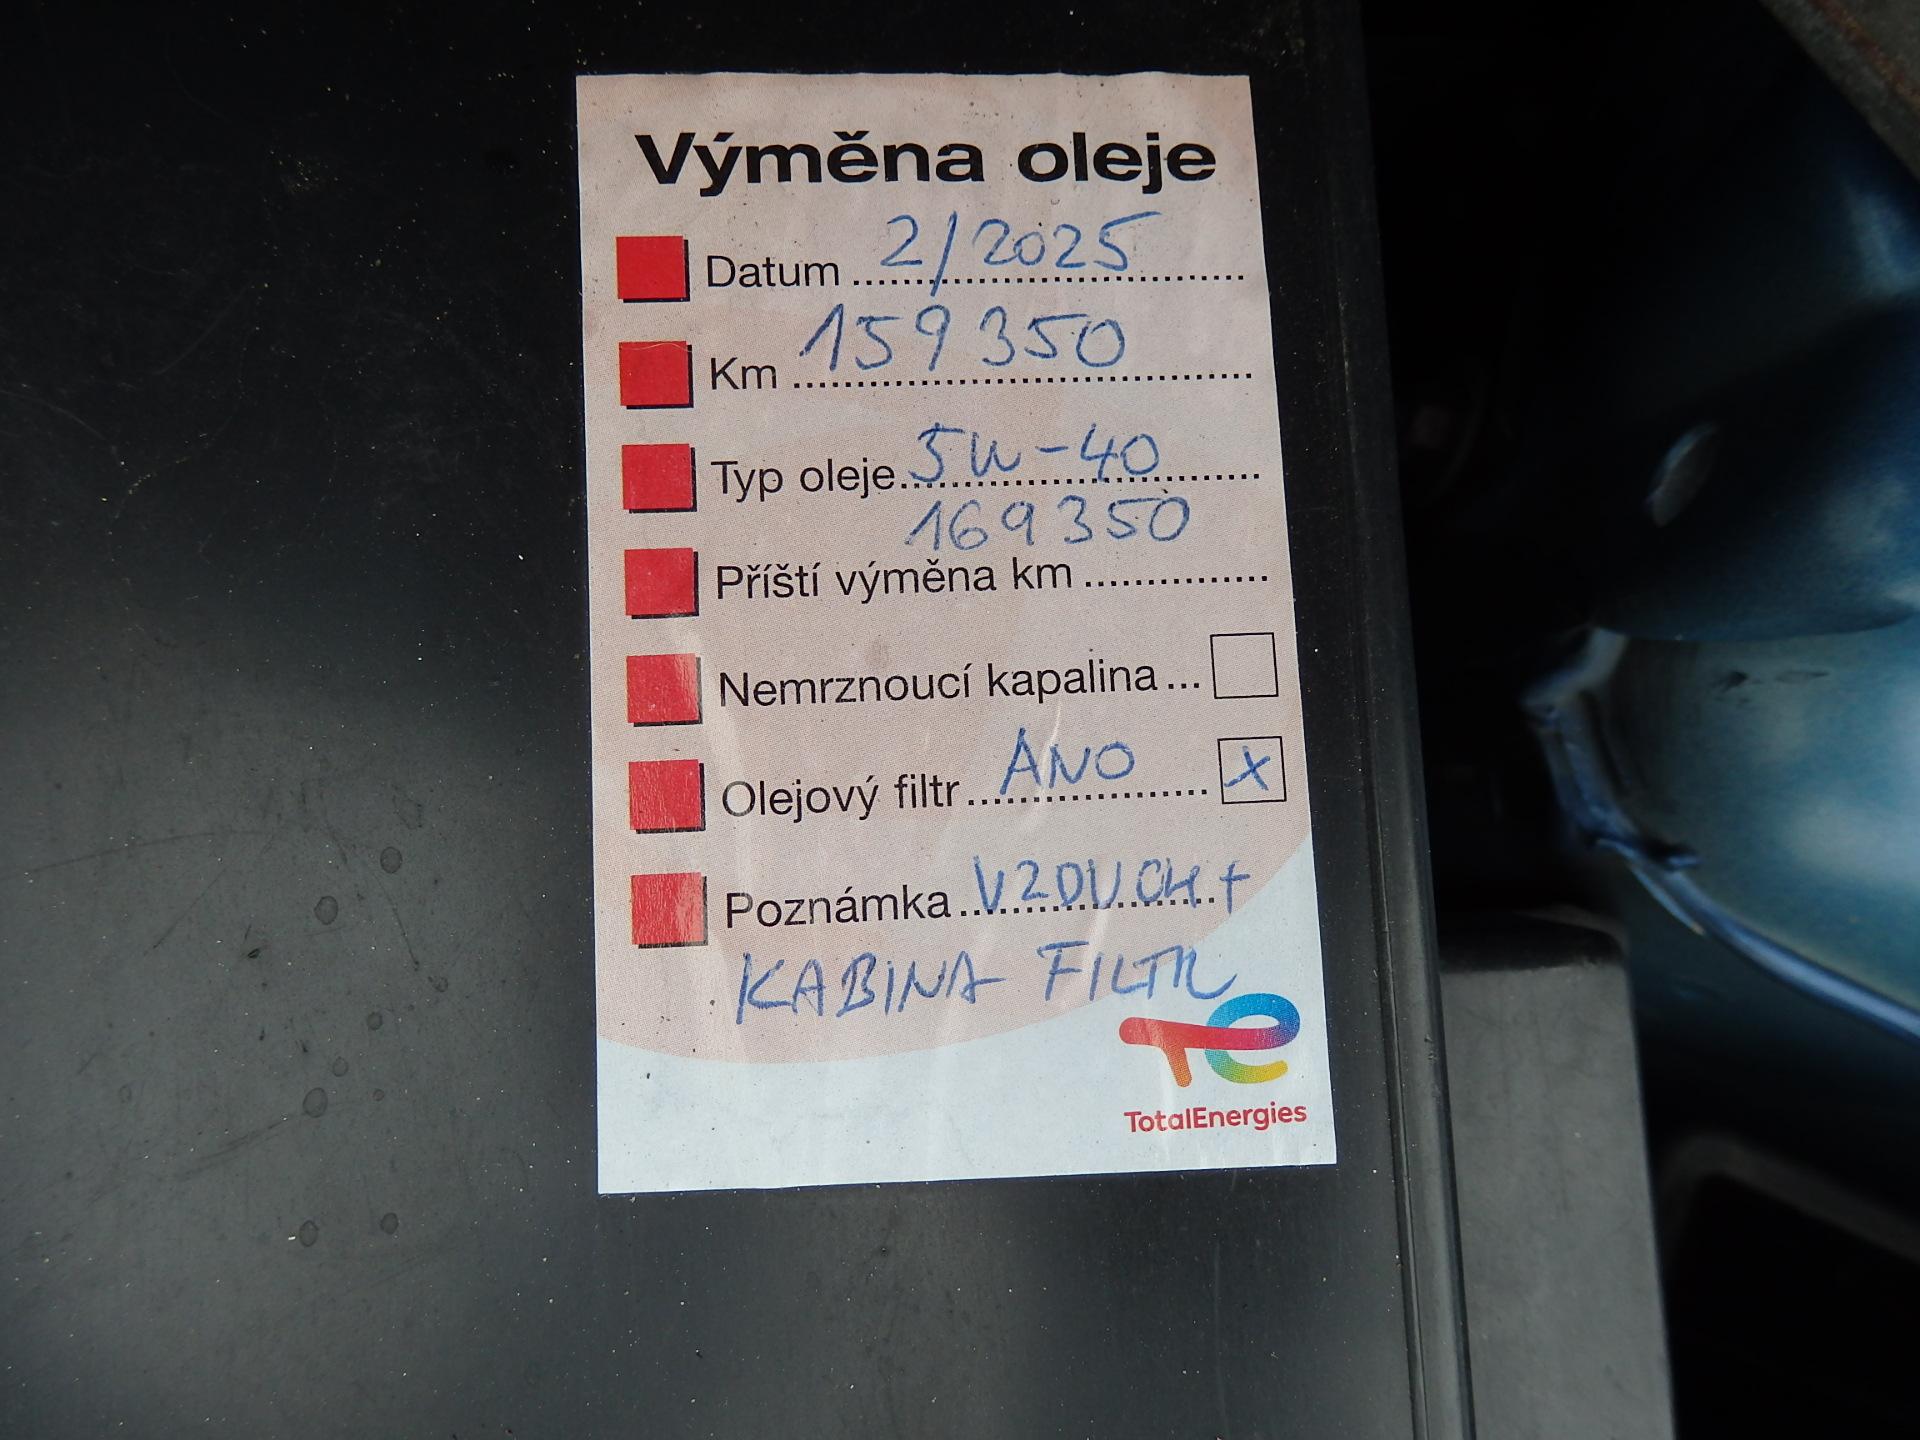 Výměna oleje
Datum 2/2025
Km 159350
Typ oleje 5W-40
169350
Příští výměna km
Nemrznoucí kapalina
Olejový filtr ANO X
Poznámka VZDUCH +
KABINA FILTR
TotalEnergies